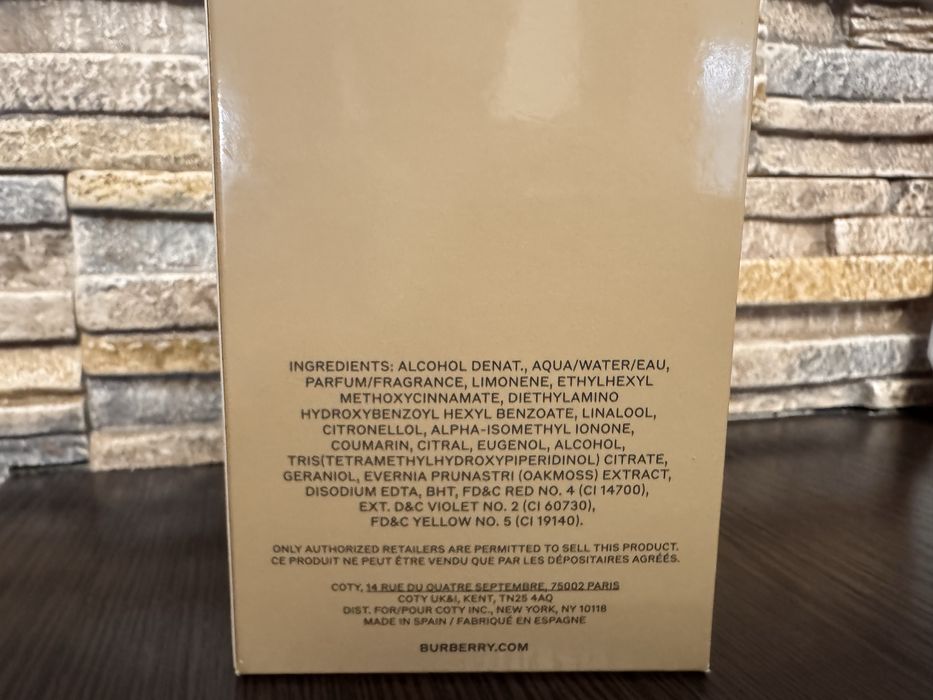 INGREDIENTS: ALCOHOL DENAT., AQUA/WATER/EAU,
PARFUM/FRAGRANCE, LIMONENE, ETHYLHEXYL
METHOXYCINNAMATE, DIETHYLAMINO
HYDROXYBENZOYL HEXYL BENZOATE, LINALOOL,
CITRONELLOL, ALPHA-ISOMETHYL IONONE,
COUMARIN, CITRAL, EUGENOL, ALCOHOL,
TRIS(TETRAMETHYLHYDROXYPIPERIDINOL) CITRATE,
GERANIOL, EVERNIA PRUNASTRI (OAKMOSS) EXTRACT,
DISODIUM EDTA, BHT, FD&C RED NO. 4 (CI 14700),
EXT. D&C VIOLET NO. 2 (CI 60730),
FD&C YELLOW NO. 5 (CI 19140).
ONLY AUTHORIZED RETAILERS ARE PERMITTED TO SELL THIS PRODUCT.
CE PRODUIT NE PEUT ÊTRE VENDU QUE PAR LES DÉPOSITAIRES AGRÉÉS.
COTY, 14 RUE DU QUATRE SEPTEMBRE, 75002 PARIS
COTY UK&I, KENT, TN25 4AQ
DIST. FOR/POUR COTY INC., NEW YORK, NY 10118
MADE IN SPAIN / FABRIQUÉ EN ESPAGNE
BURBERRY.COM